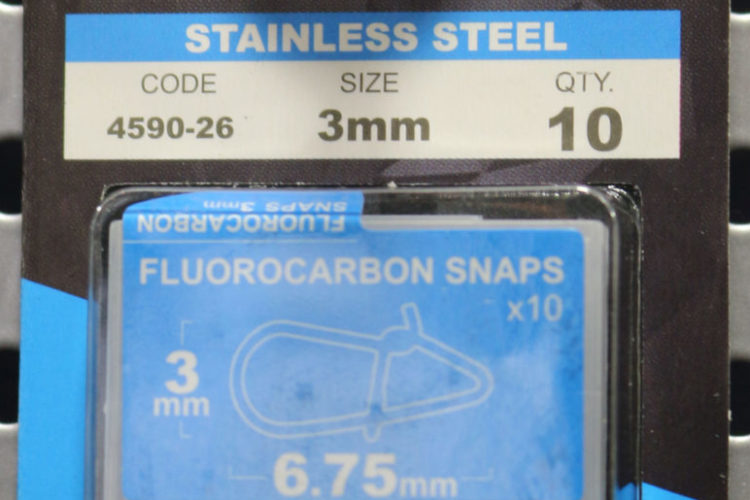 STAINLESS STEEL
CODE SIZE QTY.
4590-26 3mm 10
SNAPS 3mm
FLUOROCARBON
FLUOROCARBON SNAPS
x10
3
mm
6.75mm